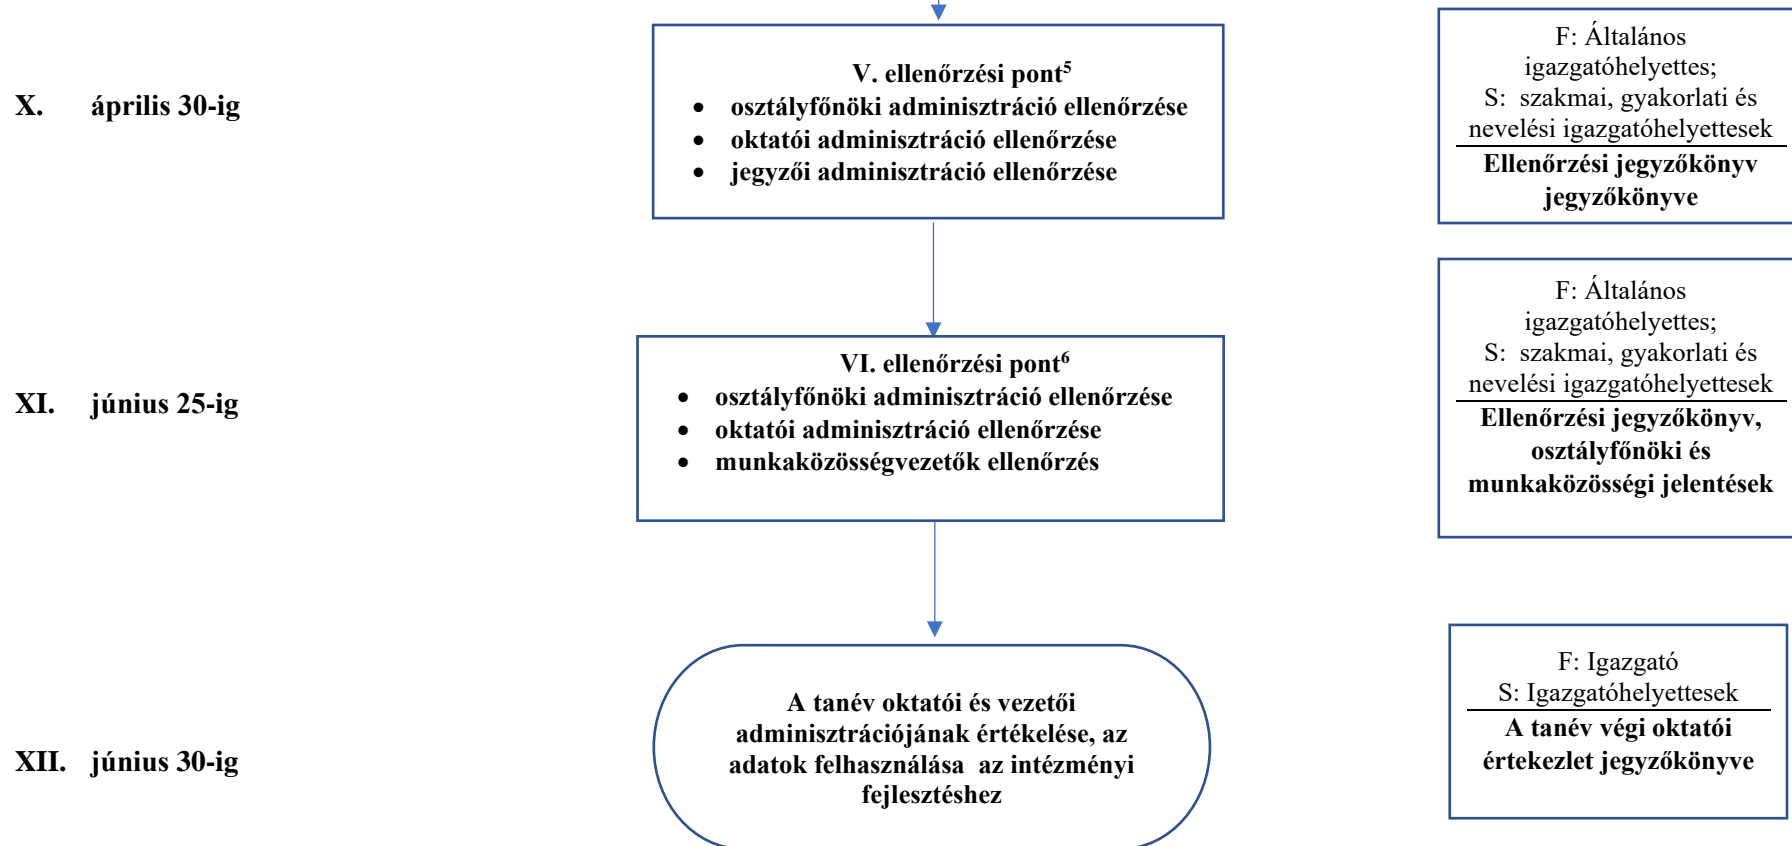 X. április 30-ig
V. ellenőrzési pont⁵
• osztályfőnöki adminisztráció ellenőrzése
• oktatói adminisztráció ellenőrzése
• jegyzői adminisztráció ellenőrzése
F: Általános
igazgatóhelyettes;
S: szakmai, gyakorlati és
nevelési igazgatóhelyettesek
Ellenőrzési jegyzőkönyv
jegyzőkönyve
XI. június 25-ig
VI. ellenőrzési pont⁶
• osztályfőnöki adminisztráció ellenőrzése
• oktatói adminisztráció ellenőrzése
• munkaközösségvezetők ellenőrzés
F: Általános
igazgatóhelyettes;
S: szakmai, gyakorlati és
nevelési igazgatóhelyettesek
Ellenőrzési jegyzőkönyv,
osztályfőnöki és
munkaközösségi jelentések
XII. június 30-ig
A tanév oktatói és vezetői
adminisztrációjának értékelése, az
adatok felhasználása az intézményi
fejlesztéshez
F: Igazgató
S: Igazgatóhelyettesek
A tanév végi oktatói
értekezlet jegyzőkönyve